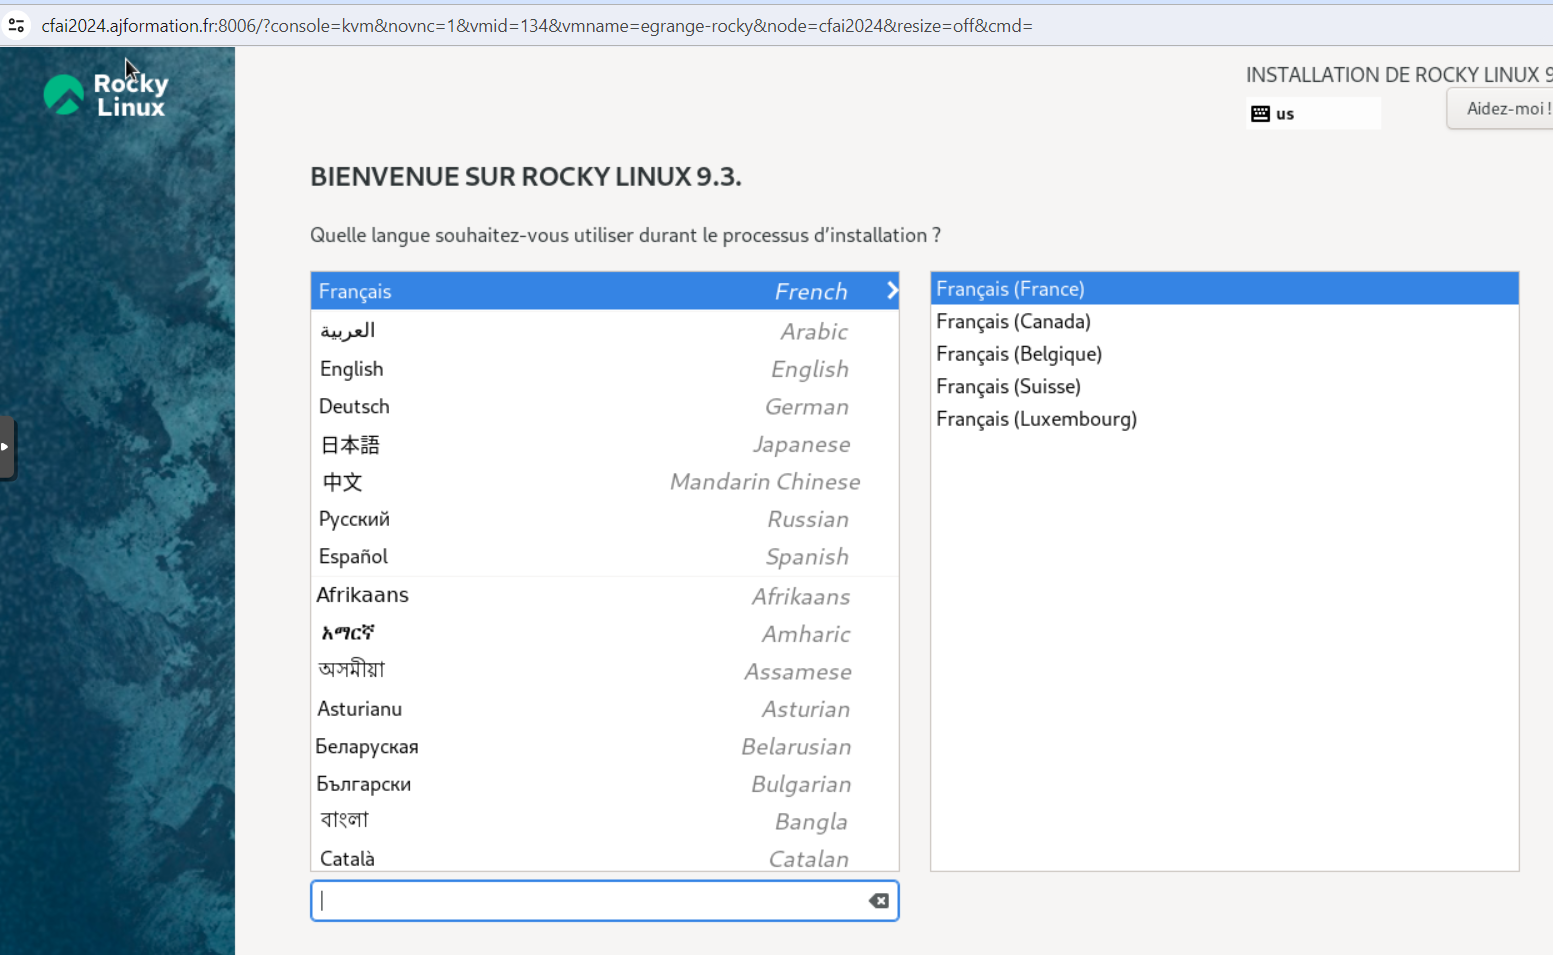 cfai2024.ajformation.fr:8006/?console=kvm&novnc=1&vmid=134&vmname=egrange-rocky&node=cfai2024&resize=off&cmd=
Rocky
Linux
INSTALLATION DE ROCKY LINUX 9
us
Aidez-moi !
BIENVENUE SUR ROCKY LINUX 9.3.
Quelle langue souhaitez-vous utiliser durant le processus d'installation ?
Français French
العربية Arabic
English English
Deutsch German
日本語 Japanese
中文 Mandarin Chinese
Русский Russian
Español Spanish
Afrikaans Afrikaans
አማርኛ Amharic
অসমীয়া Assamese
Asturianu Asturian
Беларуская Belarusian
Български Bulgarian
বাংলা Bangla
Català Catalan
Français (France)
Français (Canada)
Français (Belgique)
Français (Suisse)
Français (Luxembourg)